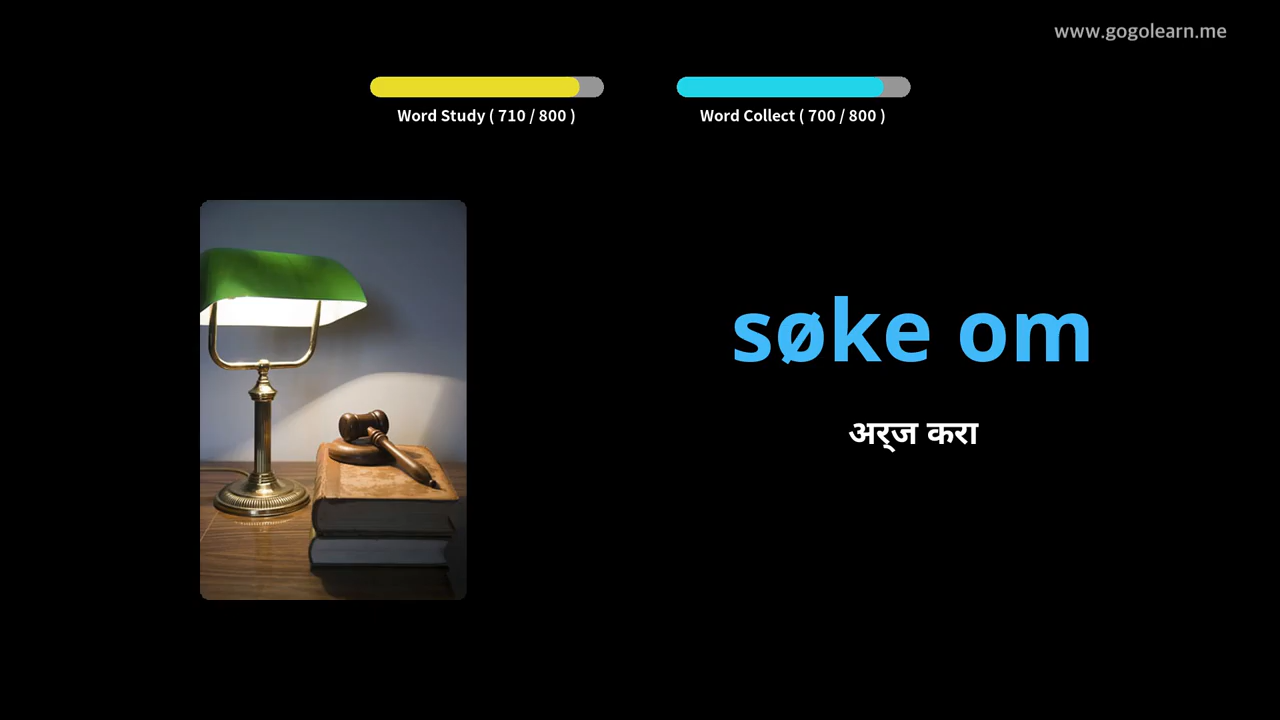 www.gogolearn.me
Word Study ( 710 / 800 )
Word Collect ( 700 / 800 )
søke om
अर्‍ज करा